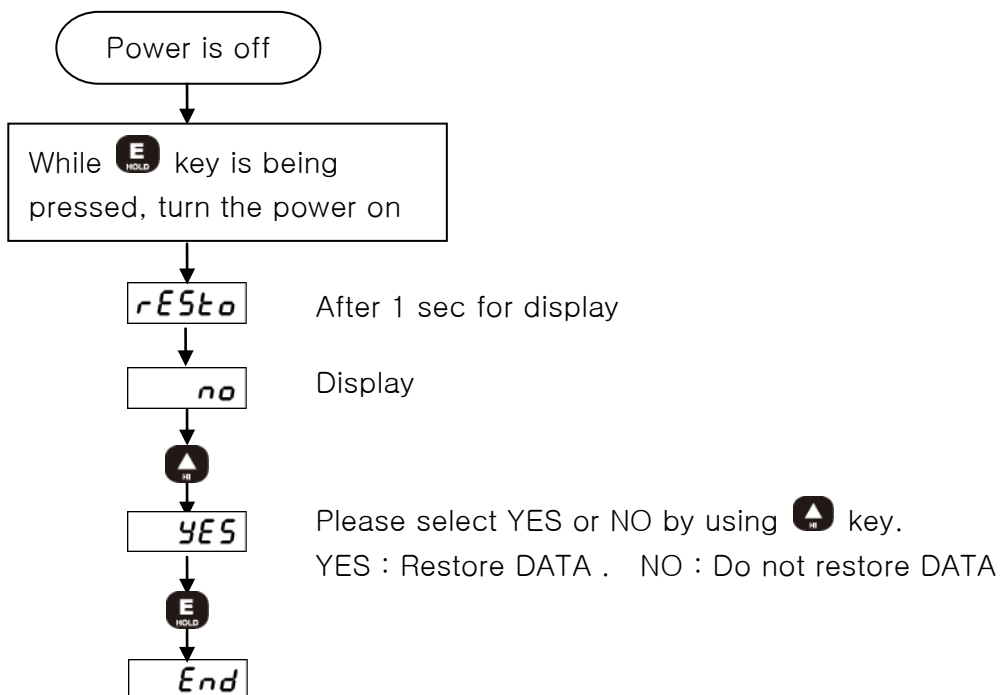 Power is off
While E HOLD key is being
pressed, turn the power on
rESto After 1 sec for display
no Display
HI
yES Please select YES or NO by using HI key.
YES : Restore DATA . NO : Do not restore DATA
E HOLD
End